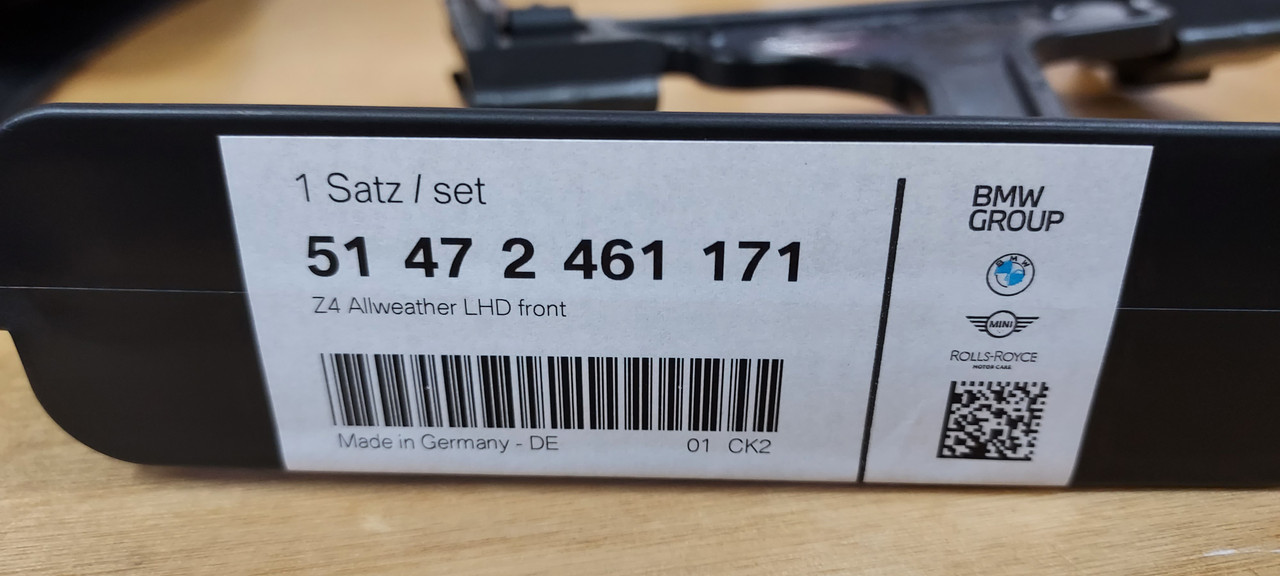 1 Satz / set
51 47 2 461 171
Z4 Allweather LHD front
Made in Germany - DE
01 CK2
BMW
GROUP
BMW
MINI
ROLLS-ROYCE
MOTOR CARS